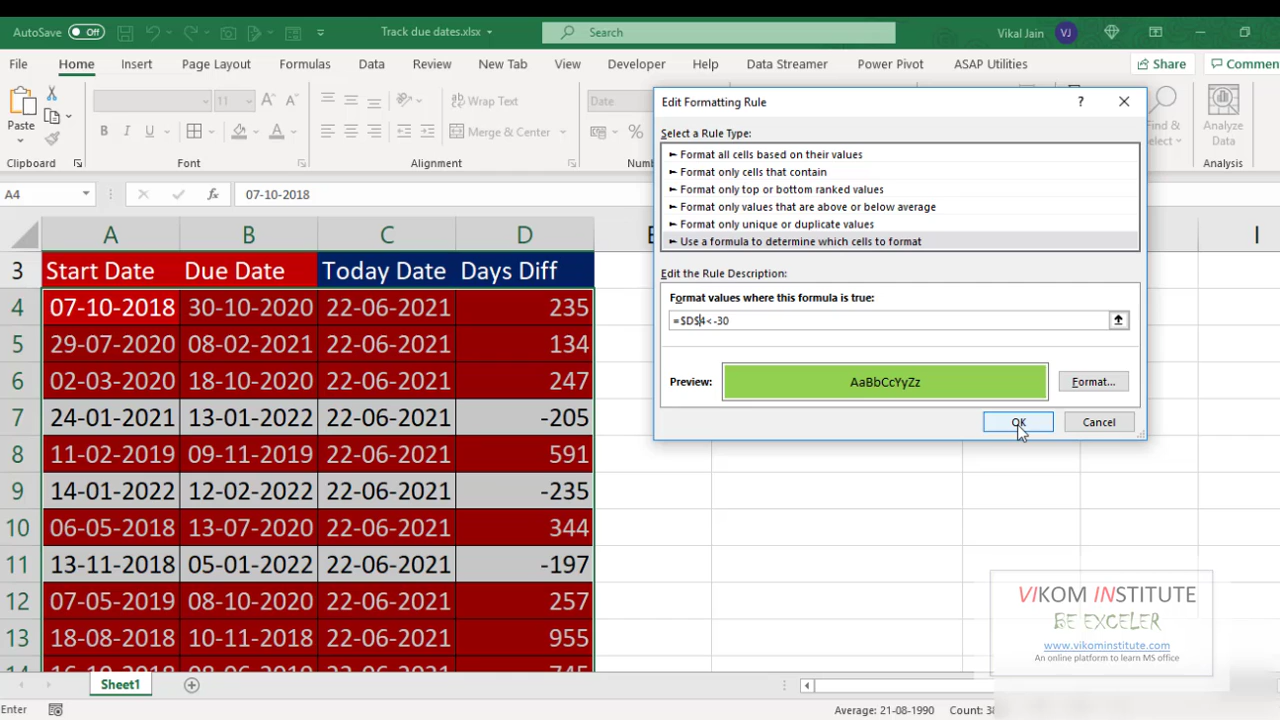 AutoSave Off Track due dates.xlsx Search Vikal Jain VJ
File Home Insert Page Layout Formulas Data Review New Tab View Developer Help Data Streamer Power Pivot ASAP Utilities Share Commen
Paste
Clipboard
11
B I U
Font
Wrap Text
Merge & Center
Alignment
Date
%
Numb
Find &
Select
Analyze
Data
Analysis
A4 fx 07-10-2018
A B C D E I
3 Start Date Due Date Today Date Days Diff
4 07-10-2018 30-10-2020 22-06-2021 235
5 29-07-2020 08-02-2021 22-06-2021 134
6 02-03-2020 18-10-2020 22-06-2021 247
7 24-01-2021 13-01-2022 22-06-2021 -205
8 11-02-2019 09-11-2019 22-06-2021 591
9 14-01-2022 12-02-2022 22-06-2021 -235
10 06-05-2018 13-07-2020 22-06-2021 344
11 13-11-2018 05-01-2022 22-06-2021 -197
12 07-05-2019 08-10-2020 22-06-2021 257
13 18-08-2018 10-11-2018 22-06-2021 955
Edit Formatting Rule ?
Select a Rule Type:
► Format all cells based on their values
► Format only cells that contain
► Format only top or bottom ranked values
► Format only values that are above or below average
► Format only unique or duplicate values
► Use a formula to determine which cells to format
Edit the Rule Description:
Format values where this formula is true:
=$D$4<-30
Preview: AaBbCcYyZz Format...
OK Cancel
VIKOM INSTITUTE
BE EXCELER
www.vikominstitute.com
An online platform to learn MS office
Sheet1
Enter Average: 21-08-1990 Count: 38